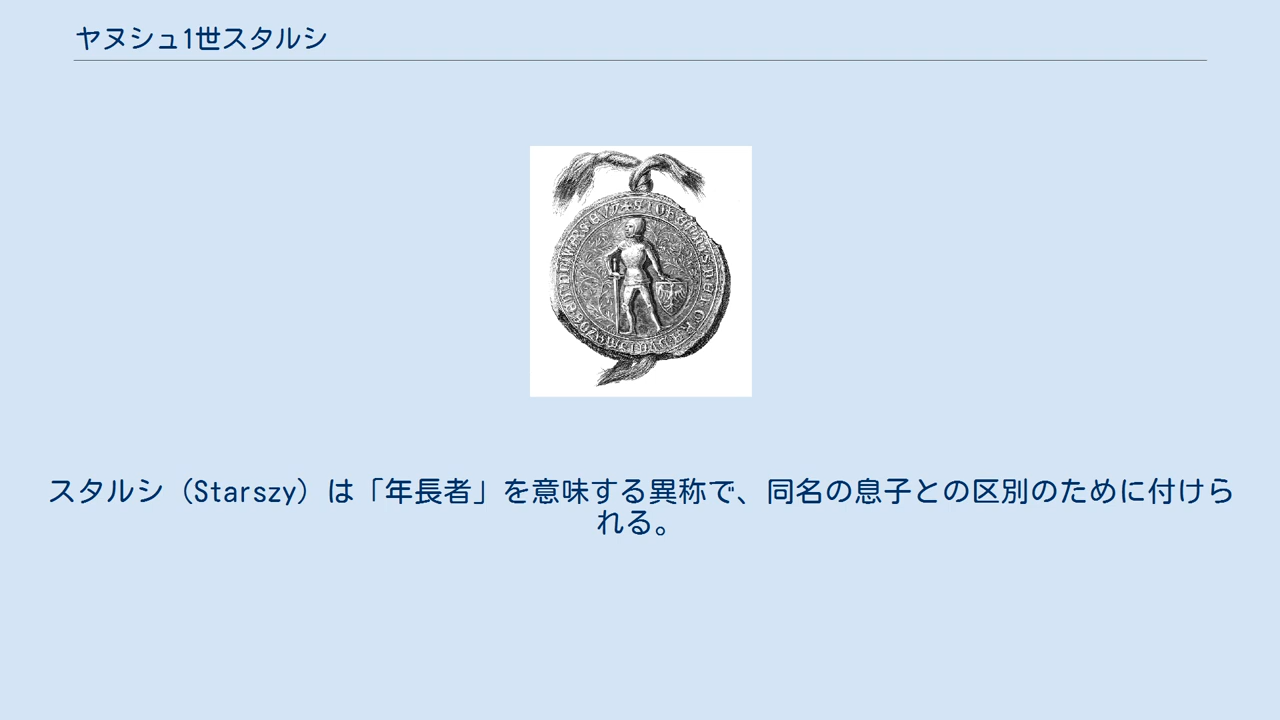 ヤヌシュ1世スタルシ
スタルシ（Starszy）は「年長者」を意味する異称で、同名の息子との区別のために付けら
れる。